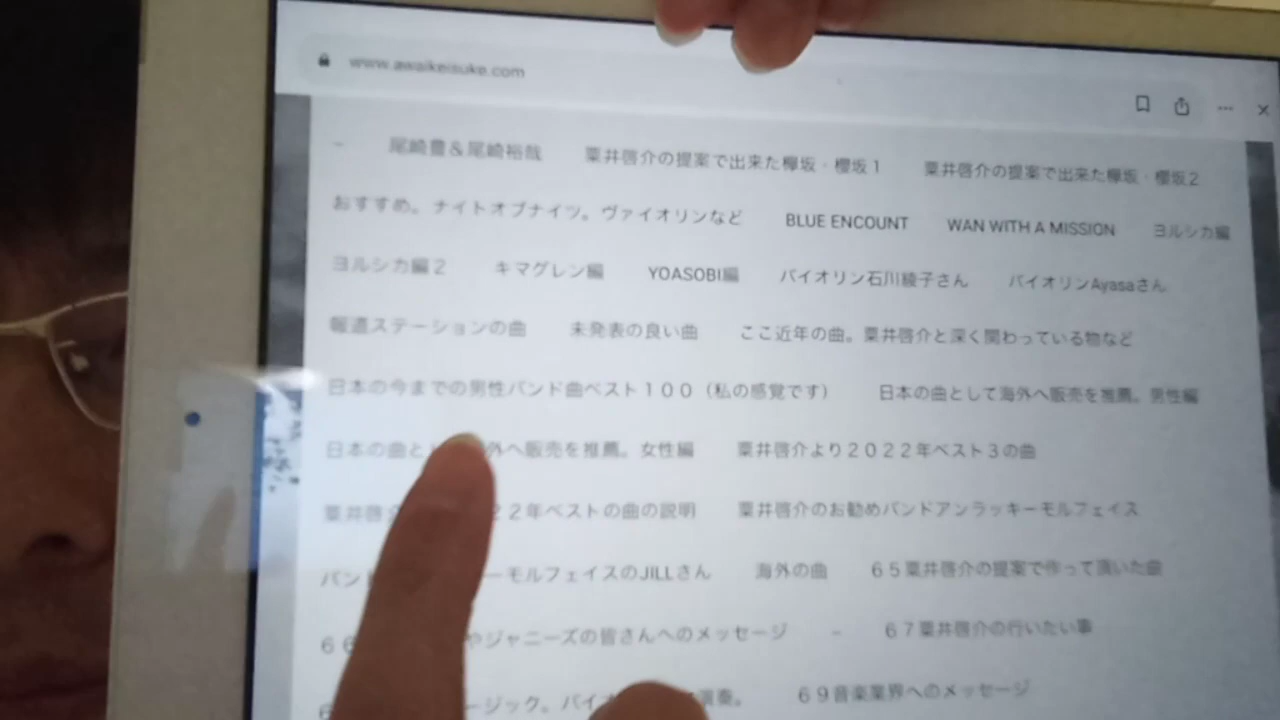 www.awaikeisuke.com
- 尾崎豊＆尾崎裕哉 粟井啓介の提案で出来た欅坂・櫻坂１ 粟井啓介の提案で出来た欅坂・櫻坂２
おすすめ。ナイトオブナイツ。ヴァイオリンなど BLUE ENCOUNT WAN WITH A MISSION ヨルシカ編
ヨルシカ編２ キマグレン編 YOASOBI編 バイオリン石川綾子さん バイオリンAyasaさん
報道ステーションの曲 未発表の良い曲 ここ近年の曲。粟井啓介と深く関わっている物など
日本の今までの男性バンド曲ベスト１００（私の感覚です） 日本の曲として海外へ販売を推薦。男性編
日本の曲と 外へ販売を推薦。女性編 粟井啓介より２０２２年ベスト３の曲
粟井啓 ２２年ベストの曲の説明 粟井啓介のお勧めバンドアンラッキーモルフェイス
バン ーモルフェイスのJILLさん 海外の曲 ６５粟井啓介の提案で作って頂いた曲
６６ やジャニーズの皆さんへのメッセージ - ６７粟井啓介の行いたい事
ージック。バイオ 演奏。 ６９音楽業界へのメッセージ